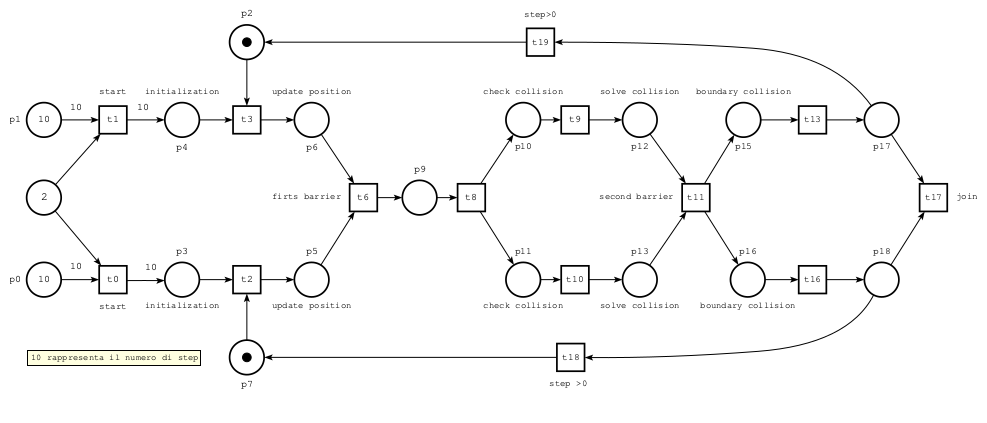 p2
step>0
t19
start
initialization
update position
check collision
solve collision
boundary collision
p1
10
10
t1
10
t3
t9
t13
p4
p6
p10
p12
p15
p17
p9
2
firts barrier
t6
t8
second barrier
t11
t17
join
p3
p5
p11
p13
p16
p18
p0
10
10
t0
10
t2
t10
t16
start
initialization
update position
check collision
solve collision
boundary collision
10 rappresenta il numero di step
t18
p7
step >0